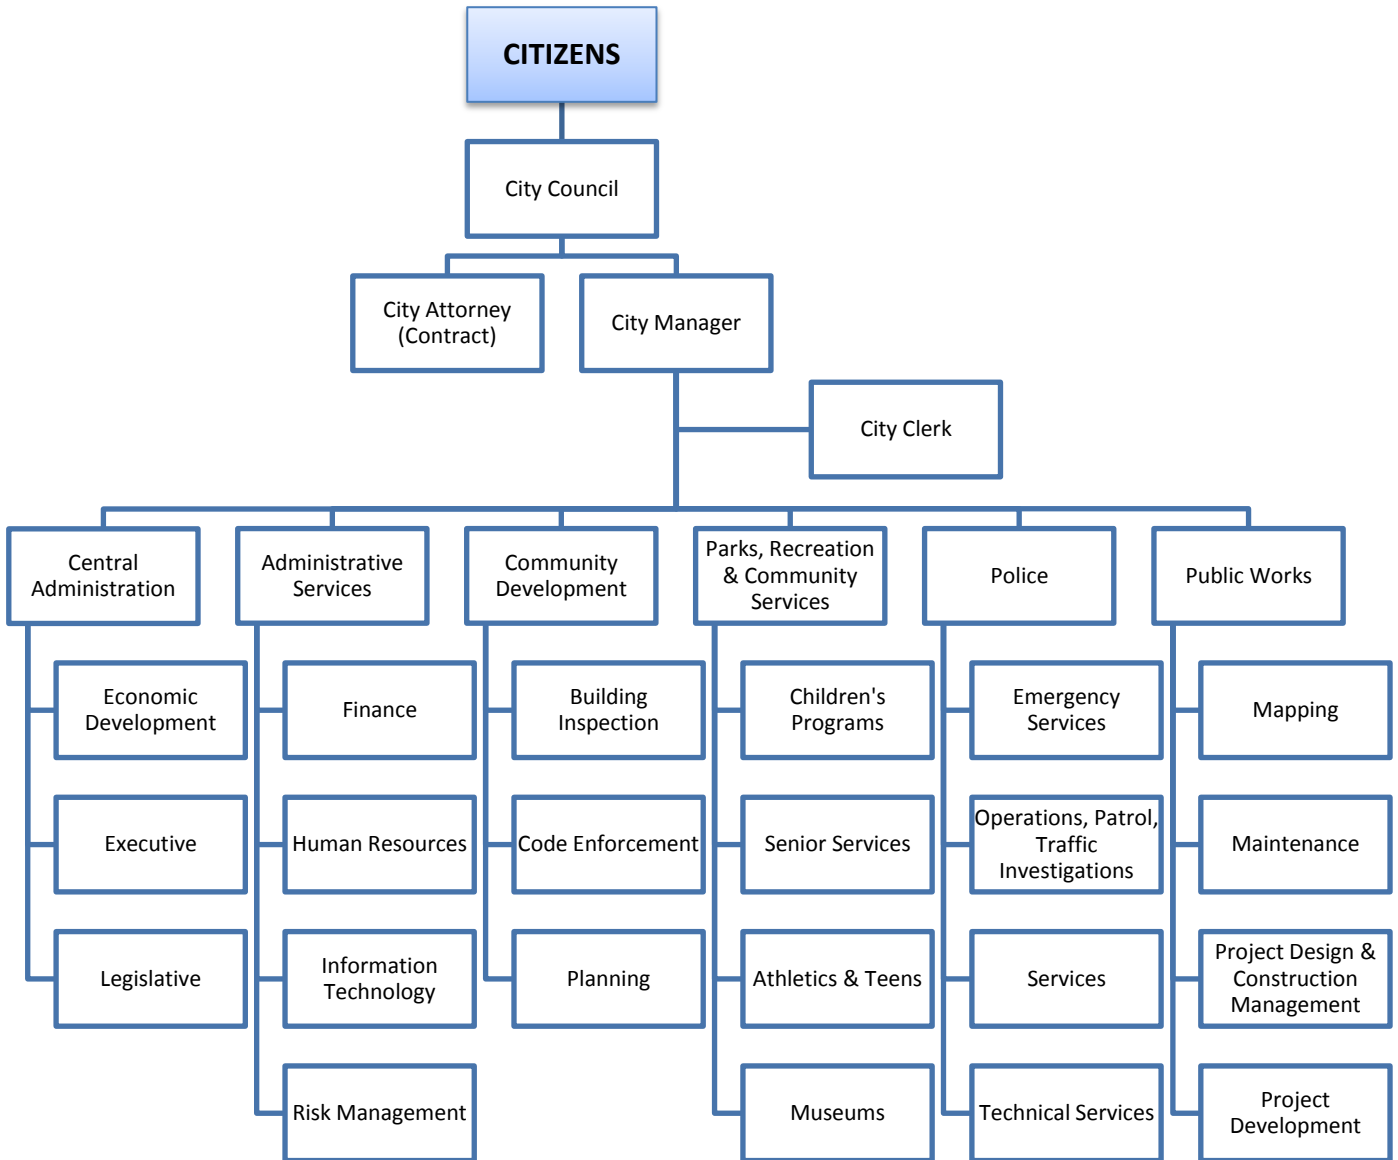 CITIZENS
City Council
City Attorney
(Contract)
City Manager
City Clerk
Central
Administration
Administrative
Services
Community
Development
Parks, Recreation
& Community
Services
Police
Public Works
Economic
Development
Finance
Building
Inspection
Children's
Programs
Emergency
Services
Mapping
Executive
Human Resources
Code Enforcement
Senior Services
Operations, Patrol,
Traffic
Investigations
Maintenance
Legislative
Information
Technology
Planning
Athletics & Teens
Services
Project Design &
Construction
Management
Risk Management
Museums
Technical Services
Project
Development